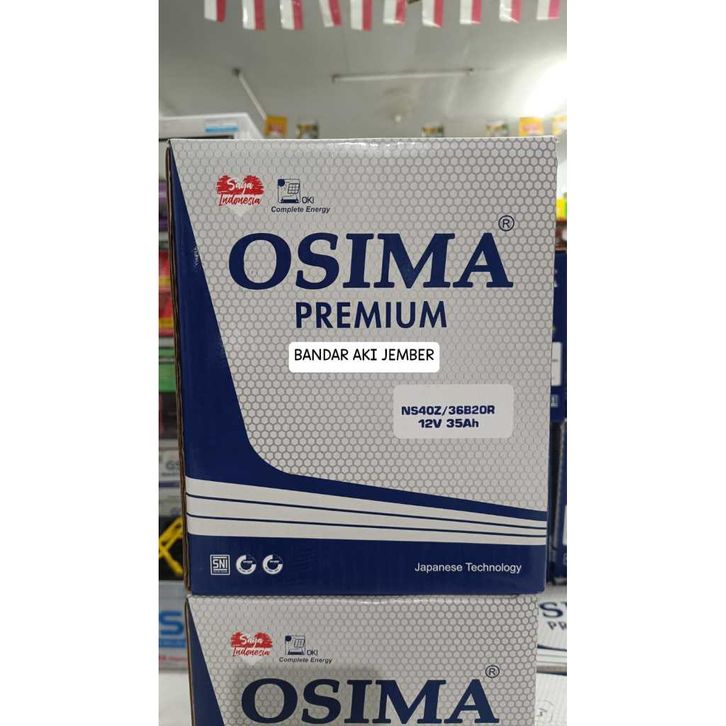 Saya
Indonesia
OKI
Complete Energy
OSIMA®
PREMIUM
BANDAR AKI JEMBER
NS40Z/36B20R
12V 35Ah
SNI
Japanese Technology
Saya
Indonesia
OKI
Complete Energy
OSIMA®